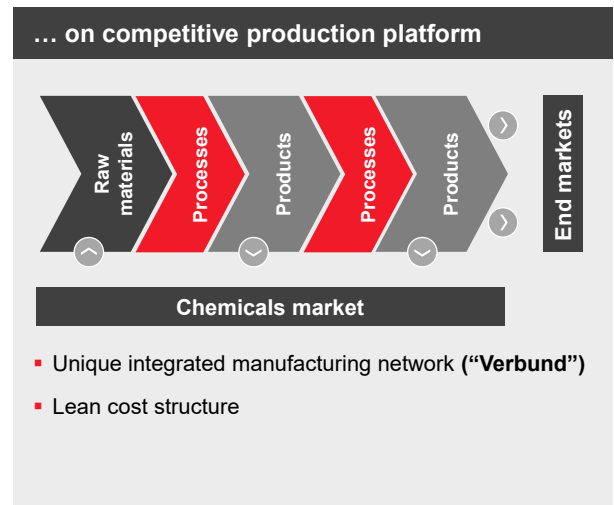 … on competitive production platform
Raw
materials
Processes
Products
Processes
Products
End markets
Chemicals market
▪ Unique integrated manufacturing network (“Verbund”)
▪ Lean cost structure